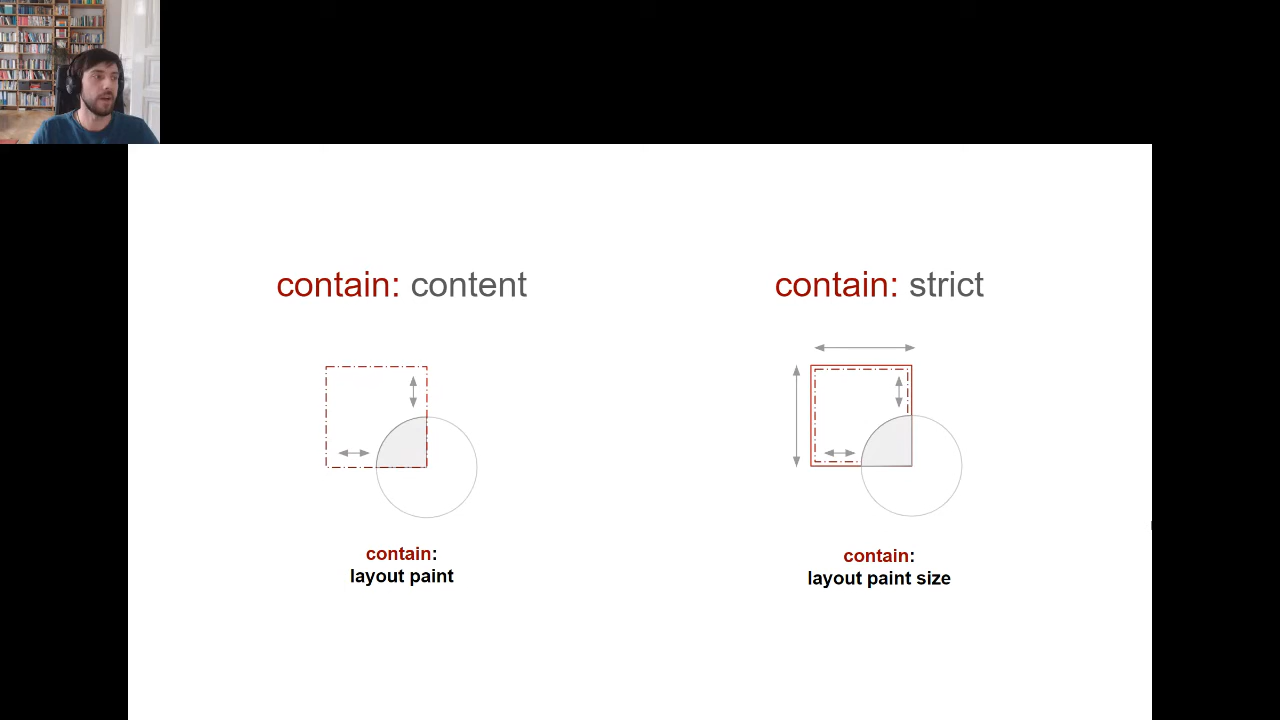 contain: content
contain: strict
contain:
layout paint
contain:
layout paint size